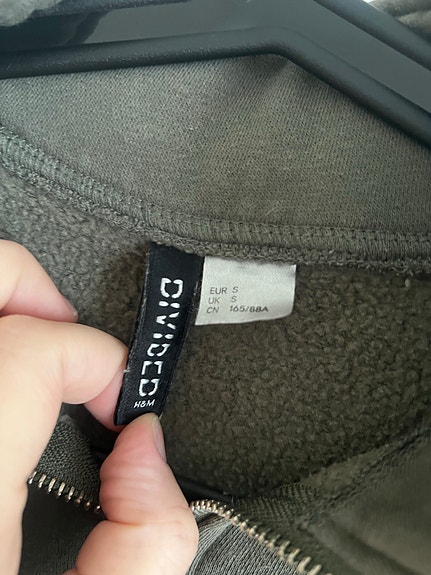 DIVIDED
H&M
EUR S
UK S
CN 165/88A